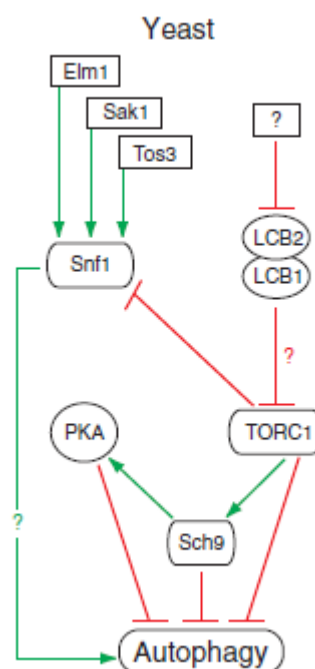 Yeast
Elm1
Sak1
Tos3
?
LCB2
LCB1
Snf1
?
PKA
TORC1
?
Sch9
Autophagy